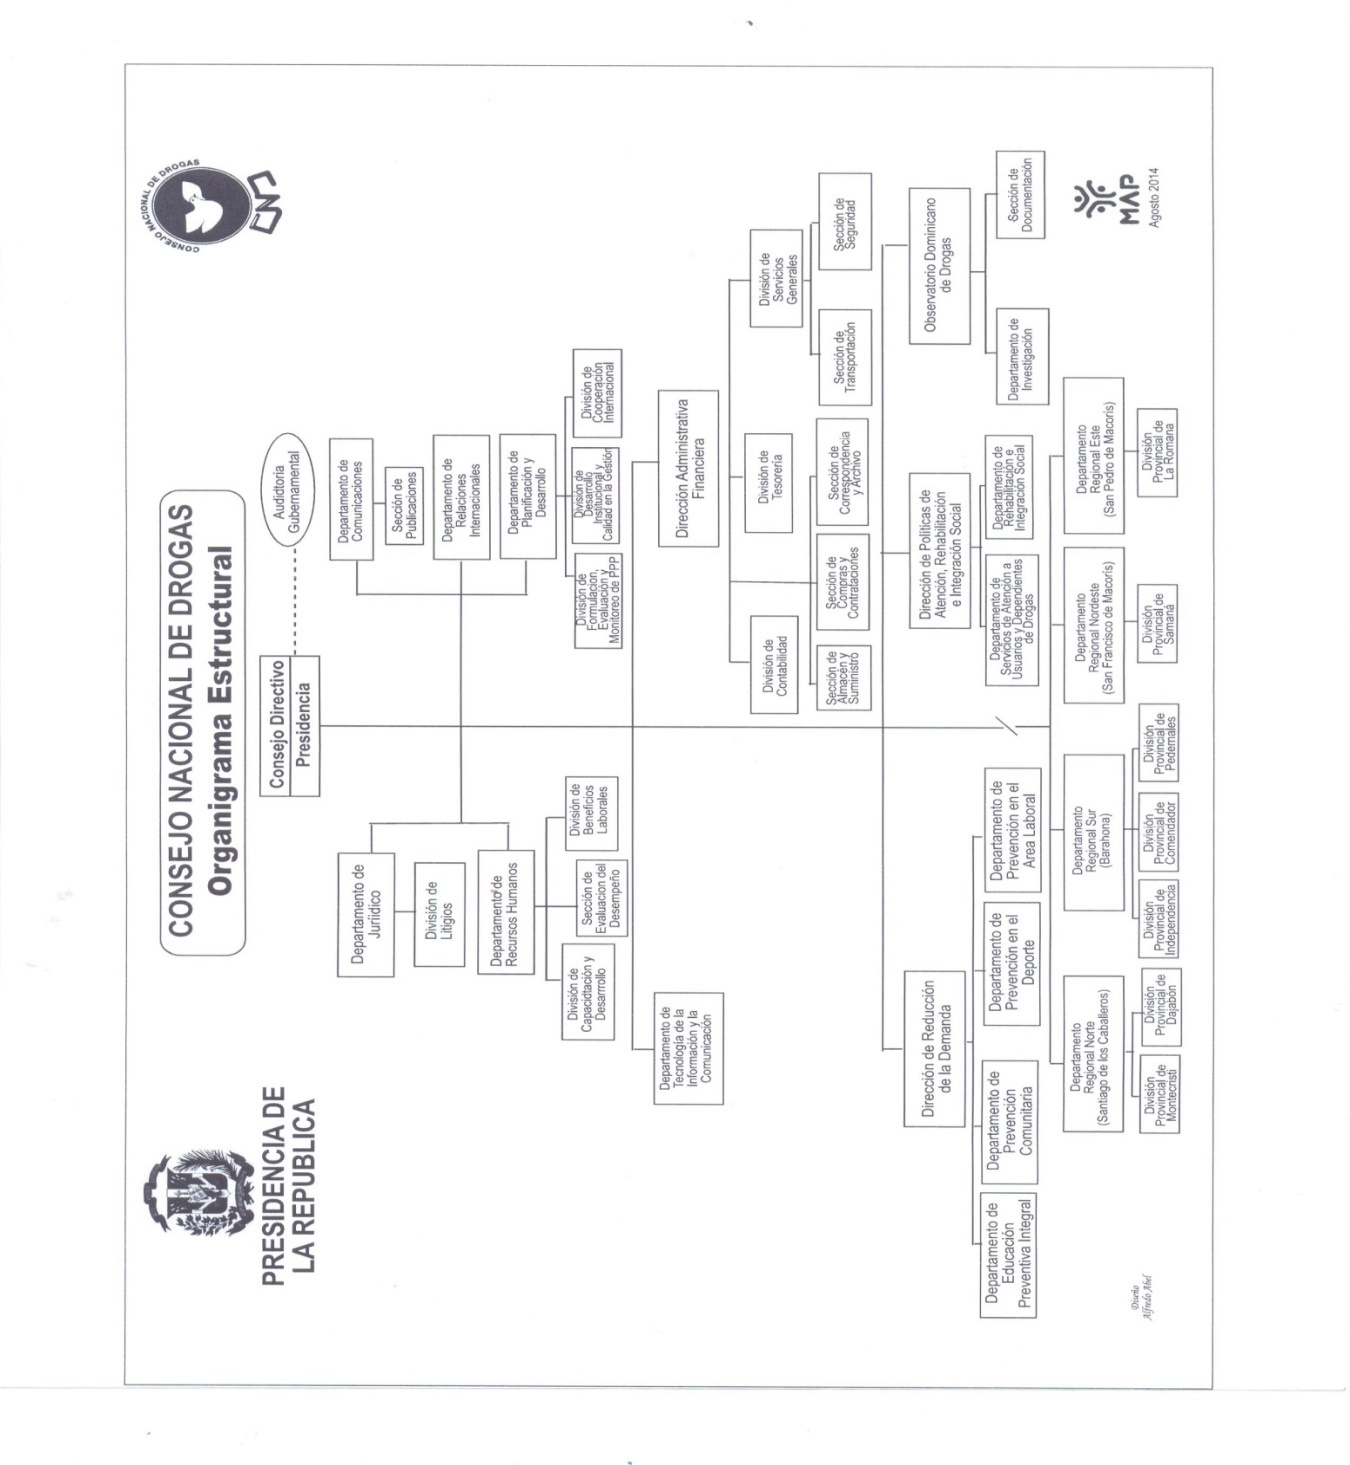 CONSEJO NACIONAL DE DROGAS
Organigrama Estructural
PRESIDENCIA DE
LA REPUBLICA
CONSEJO NACIONAL DE DROGAS
CND
Consejo Directivo
Presidencia
Audidtoria
Gubernamental
Departamento de
Juríidico
División de
Litigios
Departamento de
Recursos Humanos
División de
Capacidtación y
Desarrrollo
Sección de
Evaluacion del
Desempeño
División de
Beneficios
Laborales
Departamento de
Comunicaciones
Sección de
Publicaciones
Departamento de
Relaciones
Internacionales
Departamento de
Planificación y
Desarrollo
División de
Formulacion,
Evaluación y
Monitoreo de PPP
División de
Desarrollo
Institucional y
Calidad en la Gestión
División de
Cooperación
Internacional
Departamento de
Tecnología de la
Información y la
Comunicación
Dirección Administrativa
Financiera
División de
Contabilidad
División de
Tesorería
División de
Servicios
Generales
Sección de
Almacén y
Suministro
Sección de
Compras y
Contrataciones
Sección de
Correspondencia
y Archivo
Sección de
Transportación
Sección de
Seguridad
Dirección de Reducción
de la Demanda
Dirección de Políticas de
Atención, Rehabilitación
e Integración Social
Observatorio Dominicano
de Drogas
Departamento de
Educación
Preventiva Integral
Departamento de
Prevención
Comunitaria
Departamento de
Prevención en el
Deporte
Departamento de
Prevención en el
Area Laboral
Departamento de
Servicios de Atención a
Usuarios y Dependientes
de Drogas
Departamento de
Rehabilitación e
Integración Social
Departamento de
Investigación
Sección de
Documentación
Departamento
Regional Norte
(Santiago de los Caballeros)
Departamento
Regional Sur
(Barahona)
Departamento
Regional Nordeste
(San Francisco de Macoris)
Departamento
Regional Este
(San Pedro de Macoris)
División
Provincial de
Montecristi
División
Provincial de
Dajabón
División
Provincial de
Independencia
División
Provincial de
Comendador
División
Provincial de
Pedernales
División
Provincial de
Samaná
División
Provincial de
La Romana
Diseño
Alfredo Abel
MAP
Agosto 2014